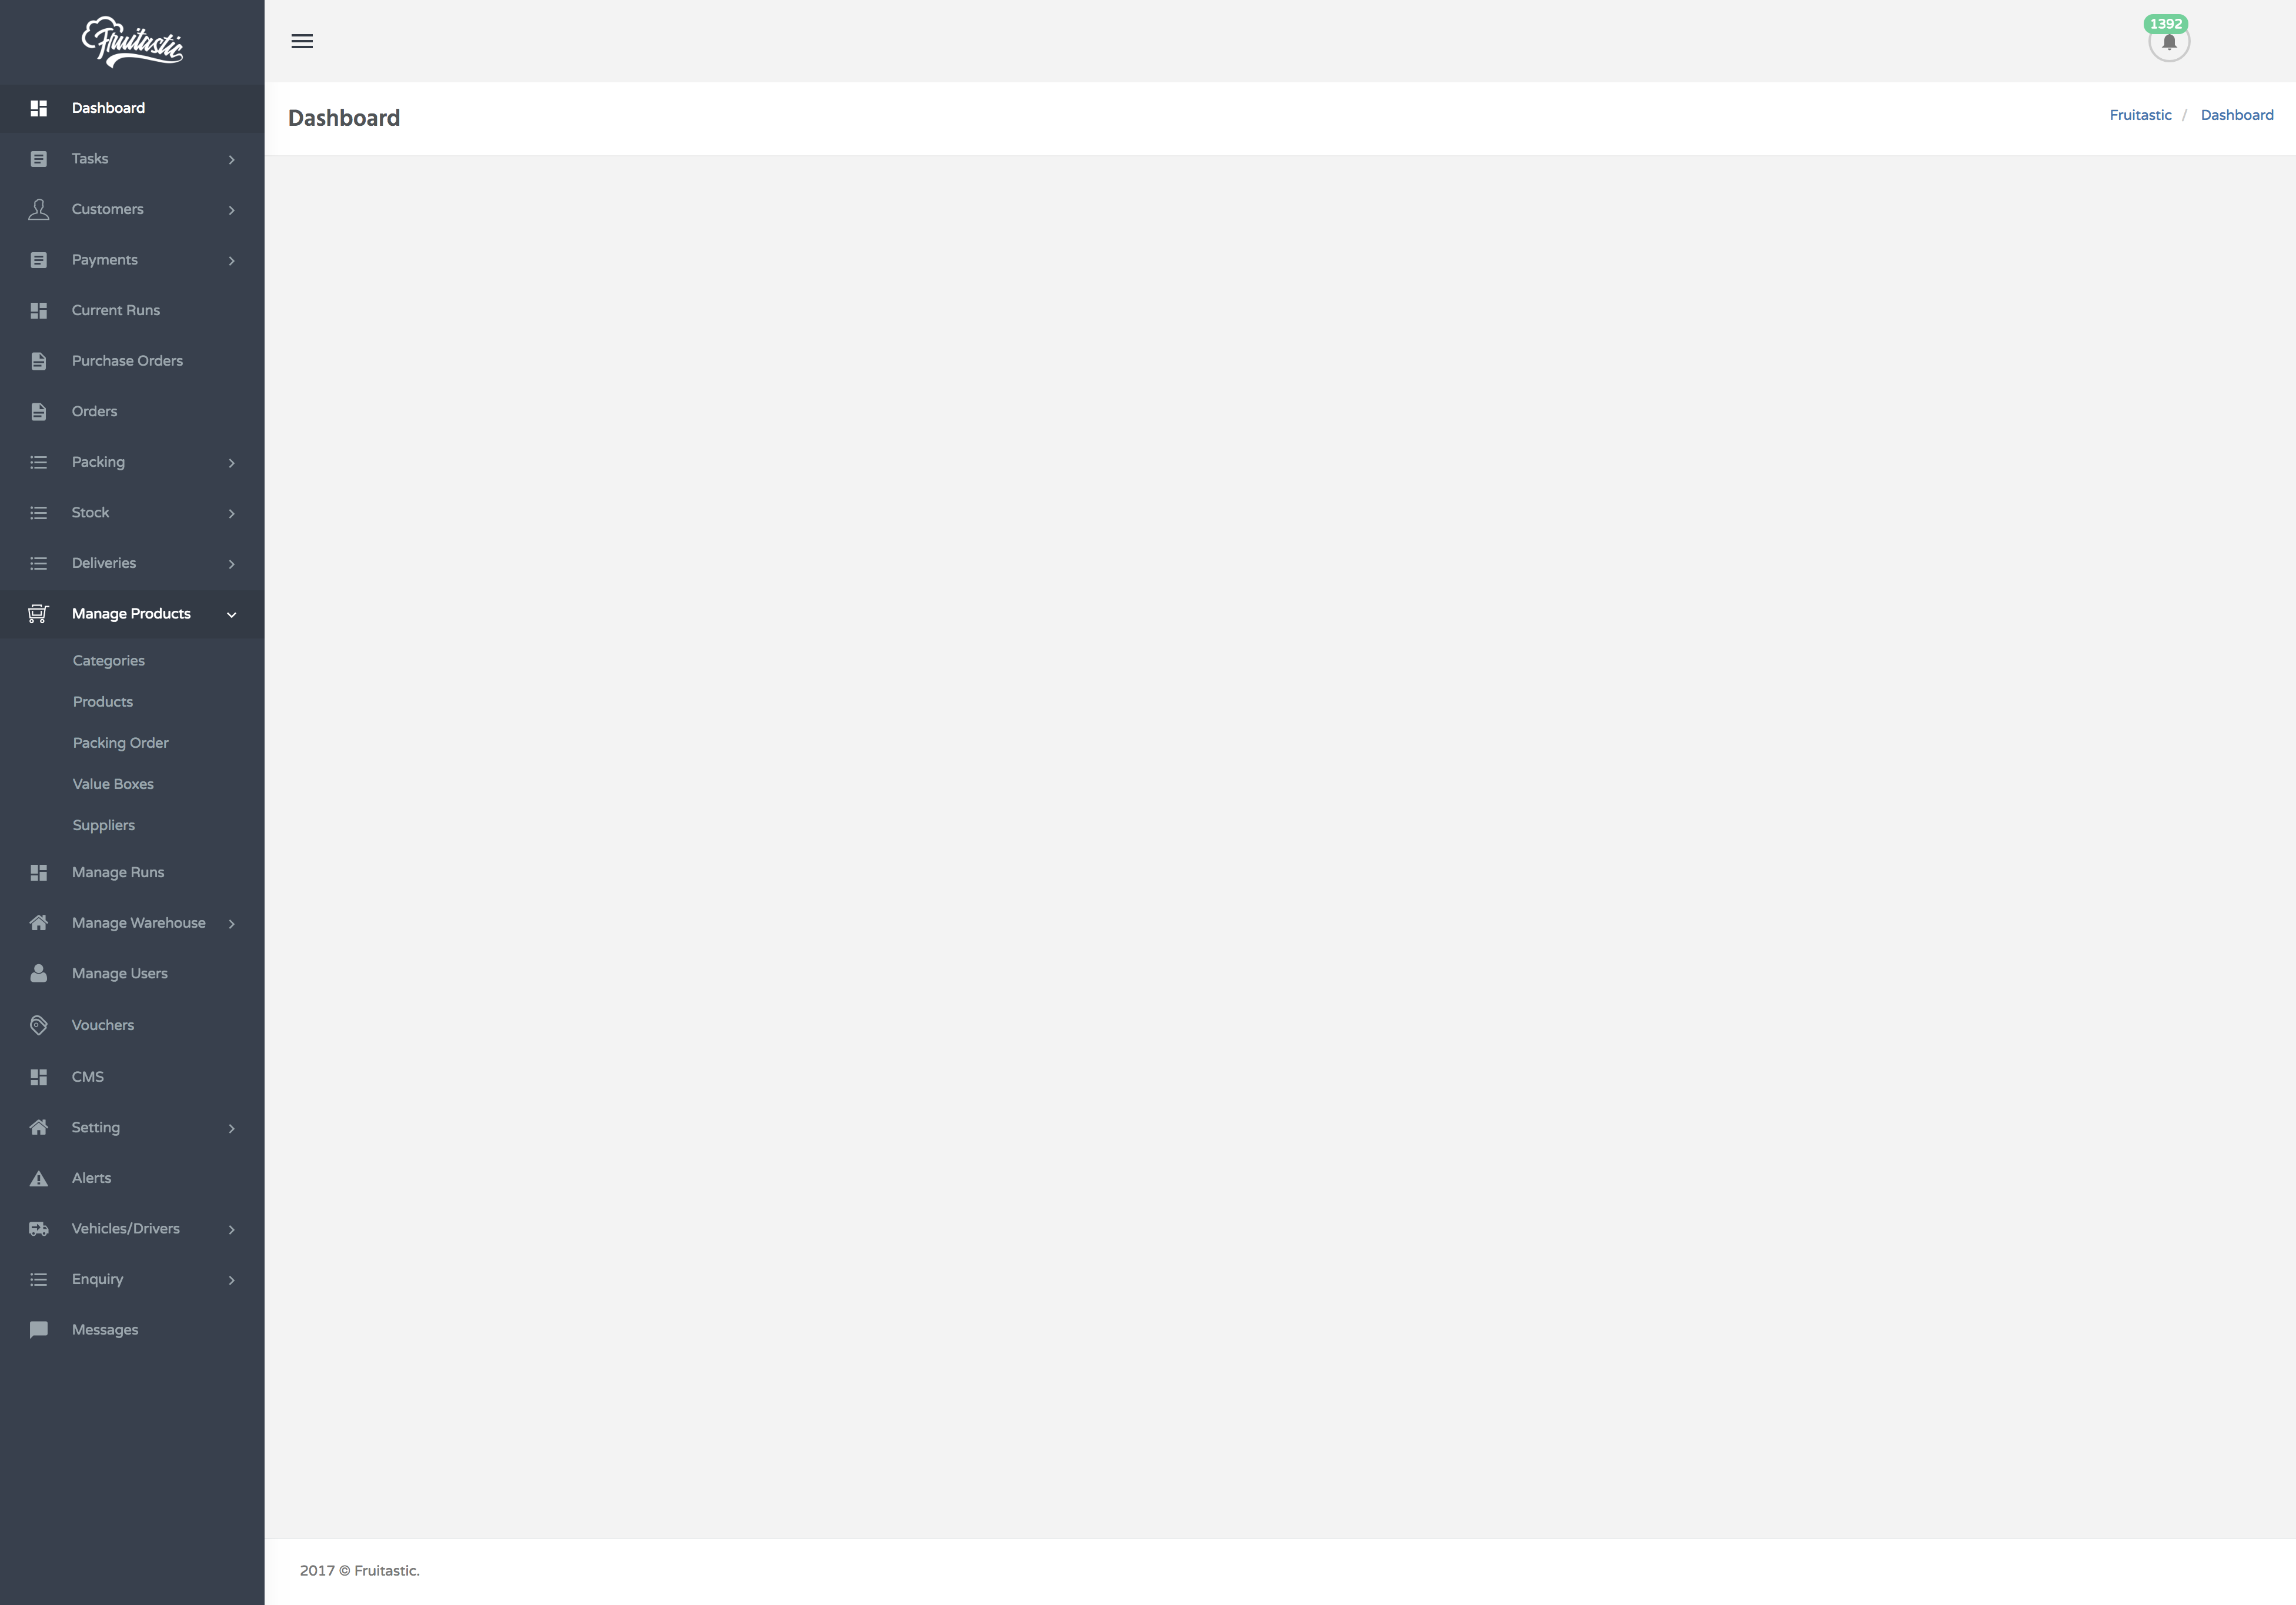 Fruitastic
1392
Dashboard
Dashboard
Fruitastic / Dashboard
Tasks
Customers
Payments
Current Runs
Purchase Orders
Orders
Packing
Stock
Deliveries
Manage Products
Categories
Products
Packing Order
Value Boxes
Suppliers
Manage Runs
Manage Warehouse
Manage Users
Vouchers
CMS
Setting
Alerts
Vehicles/Drivers
Enquiry
Messages
2017 © Fruitastic.